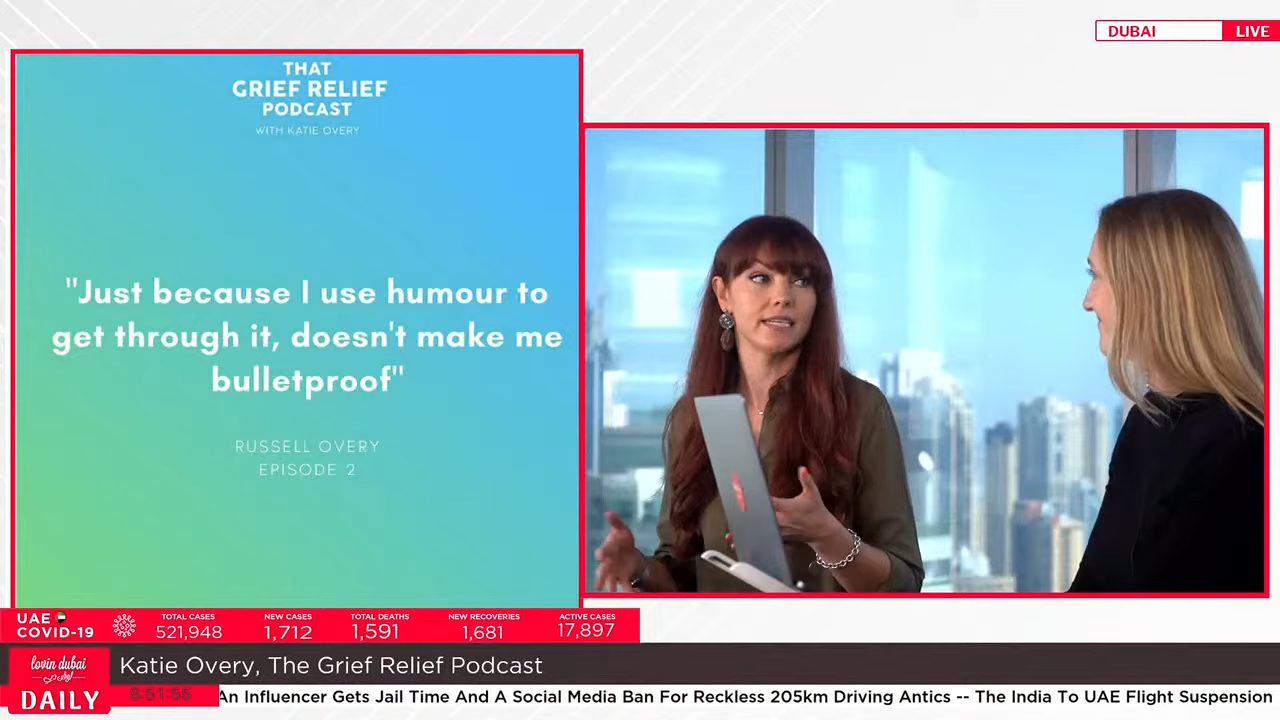 DUBAI LIVE
THAT
GRIEF RELIEF
PODCAST
WITH KATIE OVERY
"Just because I use humour to
get through it, doesn't make me
bulletproof"
RUSSELL OVERY
EPISODE 2
UAE
COVID-19
TOTAL CASES
521,948
NEW CASES
1,712
TOTAL DEATHS
1,591
NEW RECOVERIES
1,681
ACTIVE CASES
17,897
lovin dubai
DAILY
Katie Overy, The Grief Relief Podcast
8:51:55
An Influencer Gets Jail Time And A Social Media Ban For Reckless 205km Driving Antics -- The India To UAE Flight Suspension